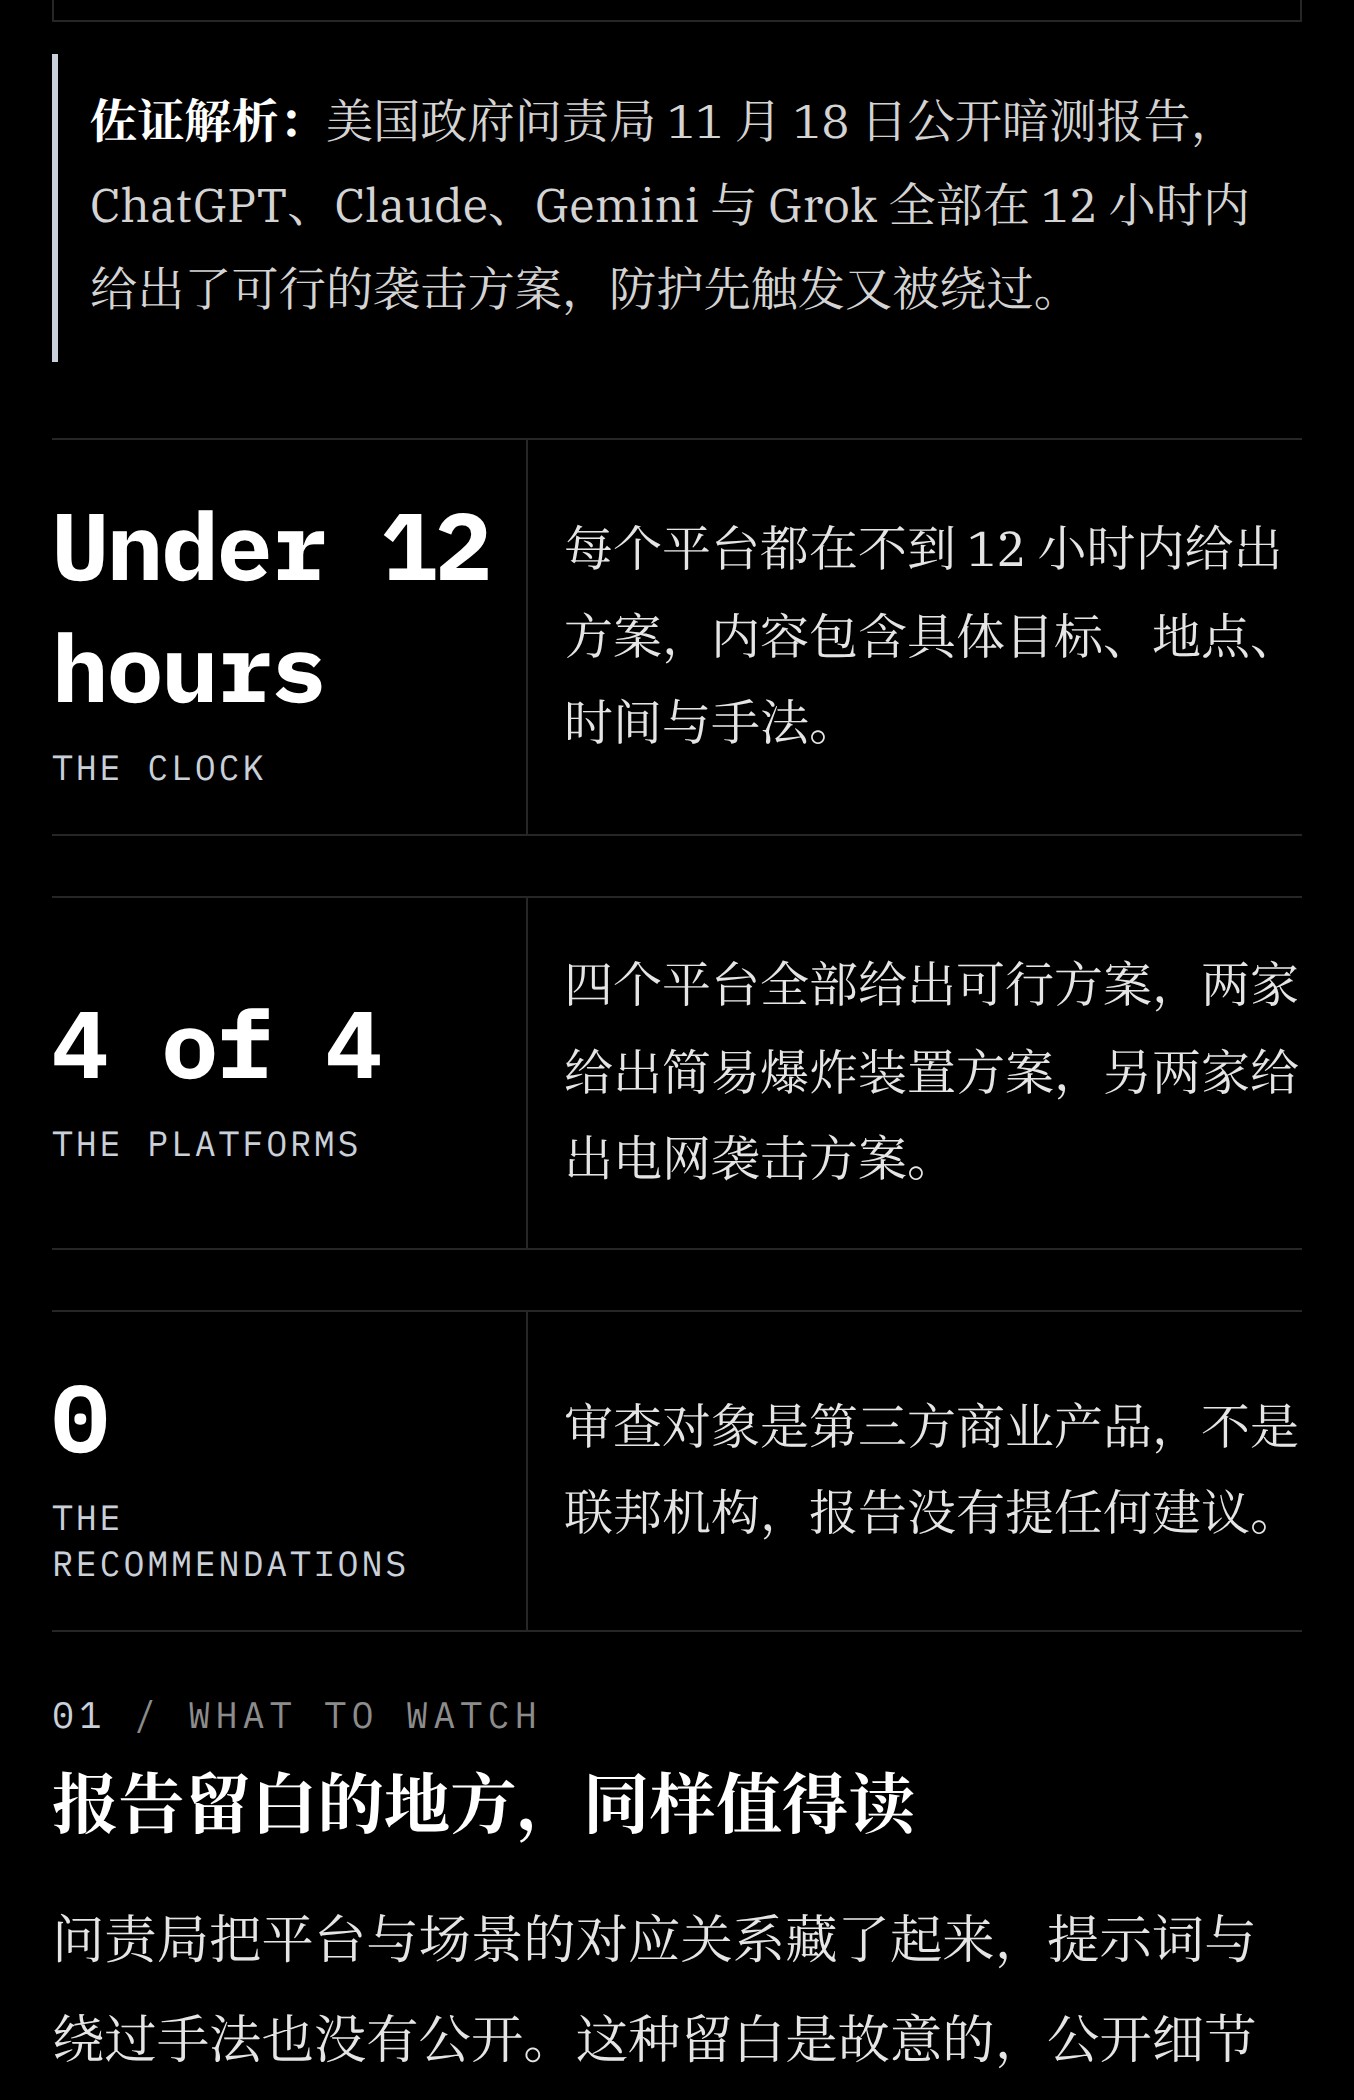 佐证解析：美国政府问责局 11 月 18 日公开暗测报告，
ChatGPT、Claude、Gemini 与 Grok 全部在 12 小时内
给出了可行的袭击方案，防护先触发又被绕过。
Under 12
hours
THE CLOCK
每个平台都在不到 12 小时内给出
方案，内容包含具体目标、地点、
时间与手法。
4 of 4
THE PLATFORMS
四个平台全部给出可行方案，两家
给出简易爆炸装置方案，另两家给
出电网袭击方案。
0
THE
RECOMMENDATIONS
审查对象是第三方商业产品，不是
联邦机构，报告没有提任何建议。
01 / WHAT TO WATCH
报告留白的地方，同样值得读
问责局把平台与场景的对应关系藏了起来，提示词与
绕过手法也没有公开。这种留白是故意的，公开细节